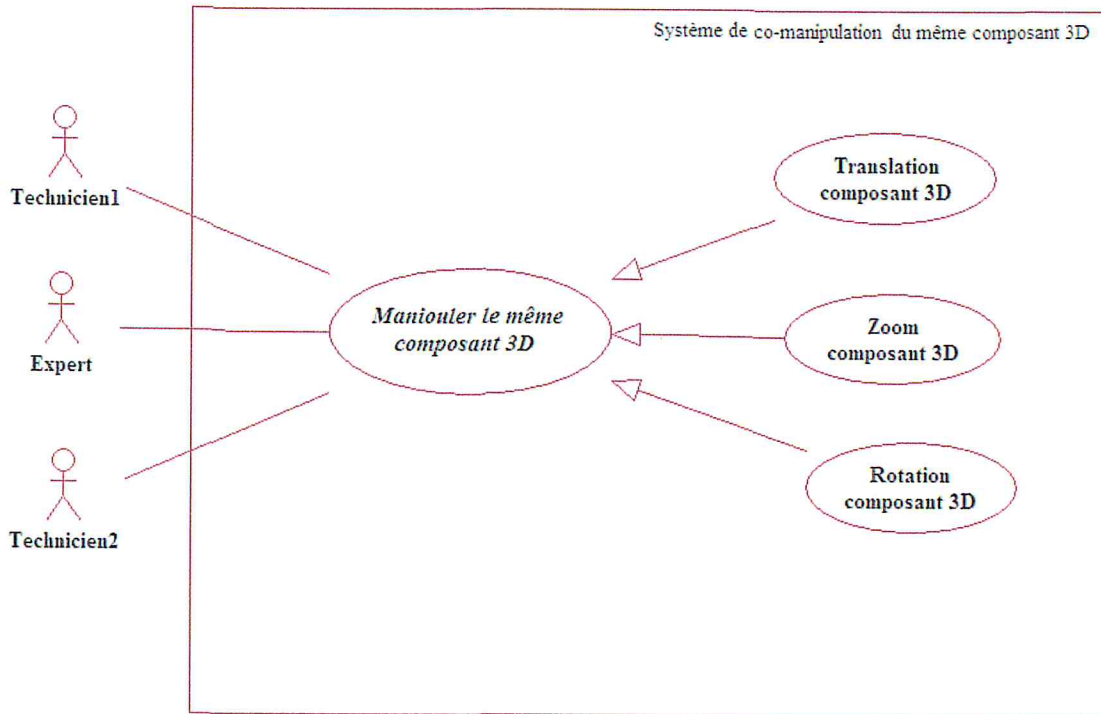 Système de co-manipulation du même composant 3D
Technicien1
Expert
Technicien2
Maniouler le même
composant 3D
Translation
composant 3D
Zoom
composant 3D
Rotation
composant 3D